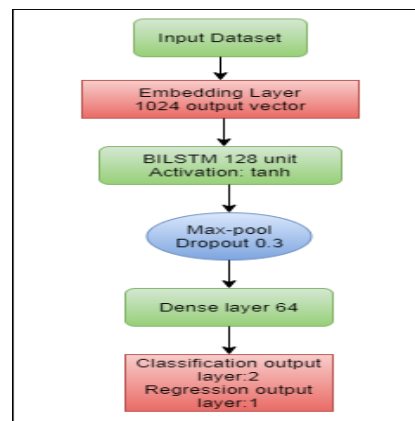 Input Dataset
Embedding Layer
1024 output vector
BILSTM 128 unit
Activation: tanh
Max-pool
Dropout 0.3
Dense layer 64
Classification output
layer:2
Regression output
layer:1